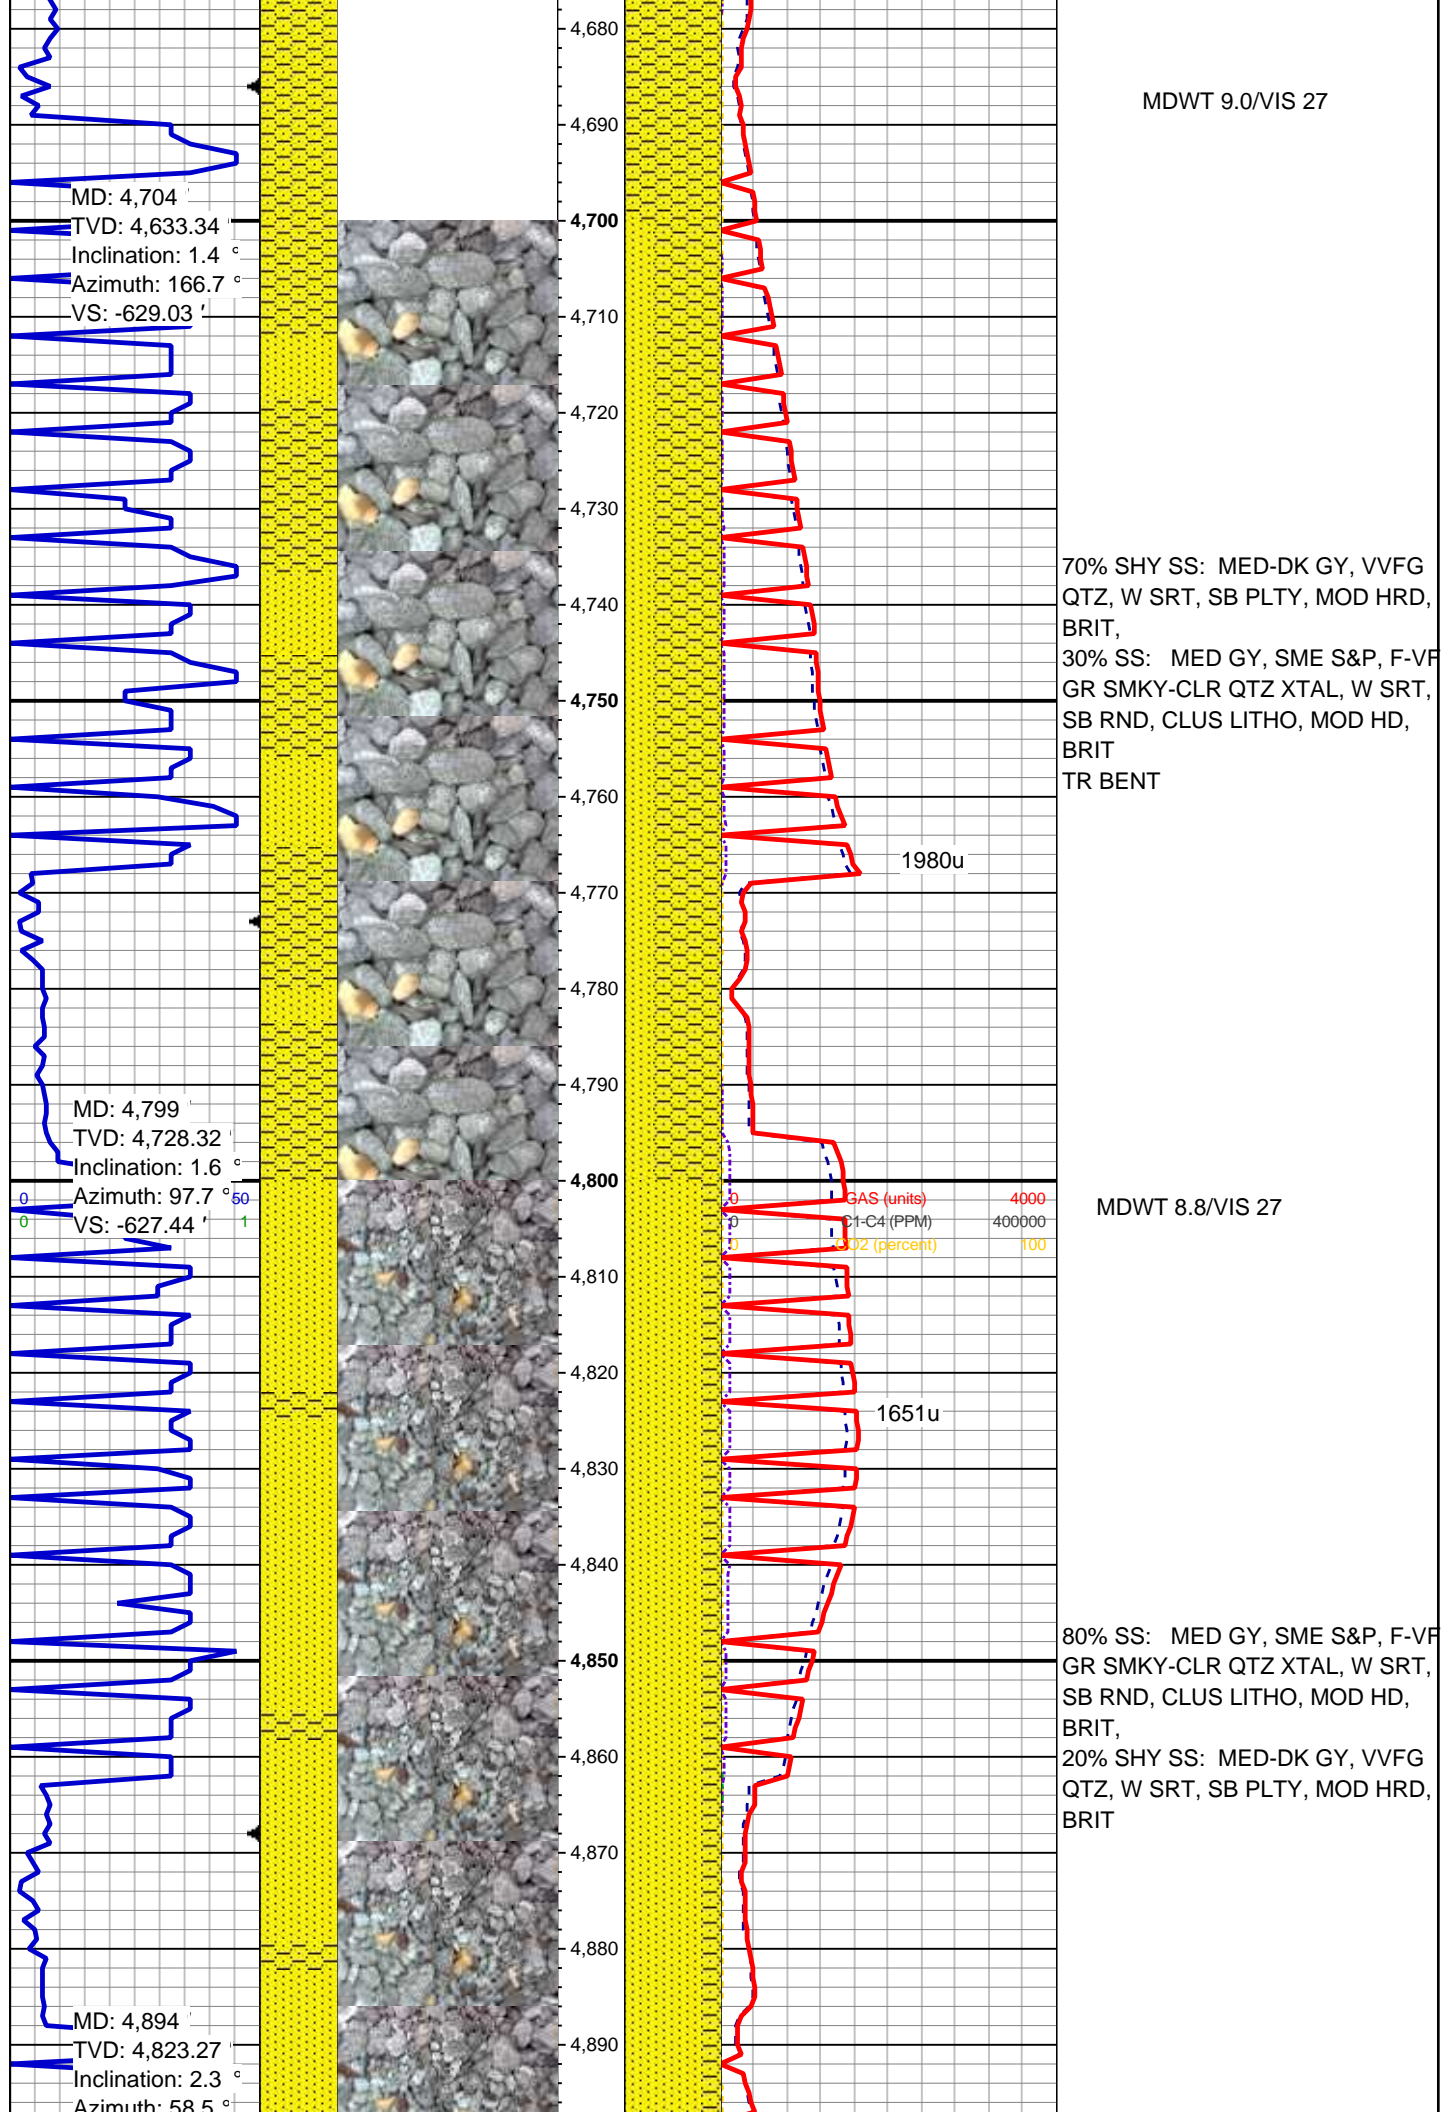 4,680
MDWT 9.0/VIS 27
4,690
MD: 4,704 '
TVD: 4,633.34 '
Inclination: 1.4 °
Azimuth: 166.7 °
VS: -629.03 '
4,700
4,710
4,720
4,730
4,740
4,750
4,760
4,770
4,780
4,790
70% SHY SS: MED-DK GY, VVFG
QTZ, W SRT, SB PLTY, MOD HRD,
BRIT,
30% SS: MED GY, SME S&P, F-VF
GR SMKY-CLR QTZ XTAL, W SRT,
SB RND, CLUS LITHO, MOD HD,
BRIT
TR BENT
1980u
MD: 4,799 '
TVD: 4,728.32 '
Inclination: 1.6 °
Azimuth: 97.7 °
VS: -627.44 '
0 50
0 1
4,800
0 GAS (units) 4000
0 C1-C4 (PPM) 400000
0 CO2 (percent) 100
MDWT 8.8/VIS 27
4,810
4,820
1651u
4,830
4,840
4,850
4,860
4,870
4,880
4,890
80% SS: MED GY, SME S&P, F-VF
GR SMKY-CLR QTZ XTAL, W SRT,
SB RND, CLUS LITHO, MOD HD,
BRIT,
20% SHY SS: MED-DK GY, VVFG
QTZ, W SRT, SB PLTY, MOD HRD,
BRIT
MD: 4,894 '
TVD: 4,823.27 '
Inclination: 2.3 °
Azimuth: 58.5 °